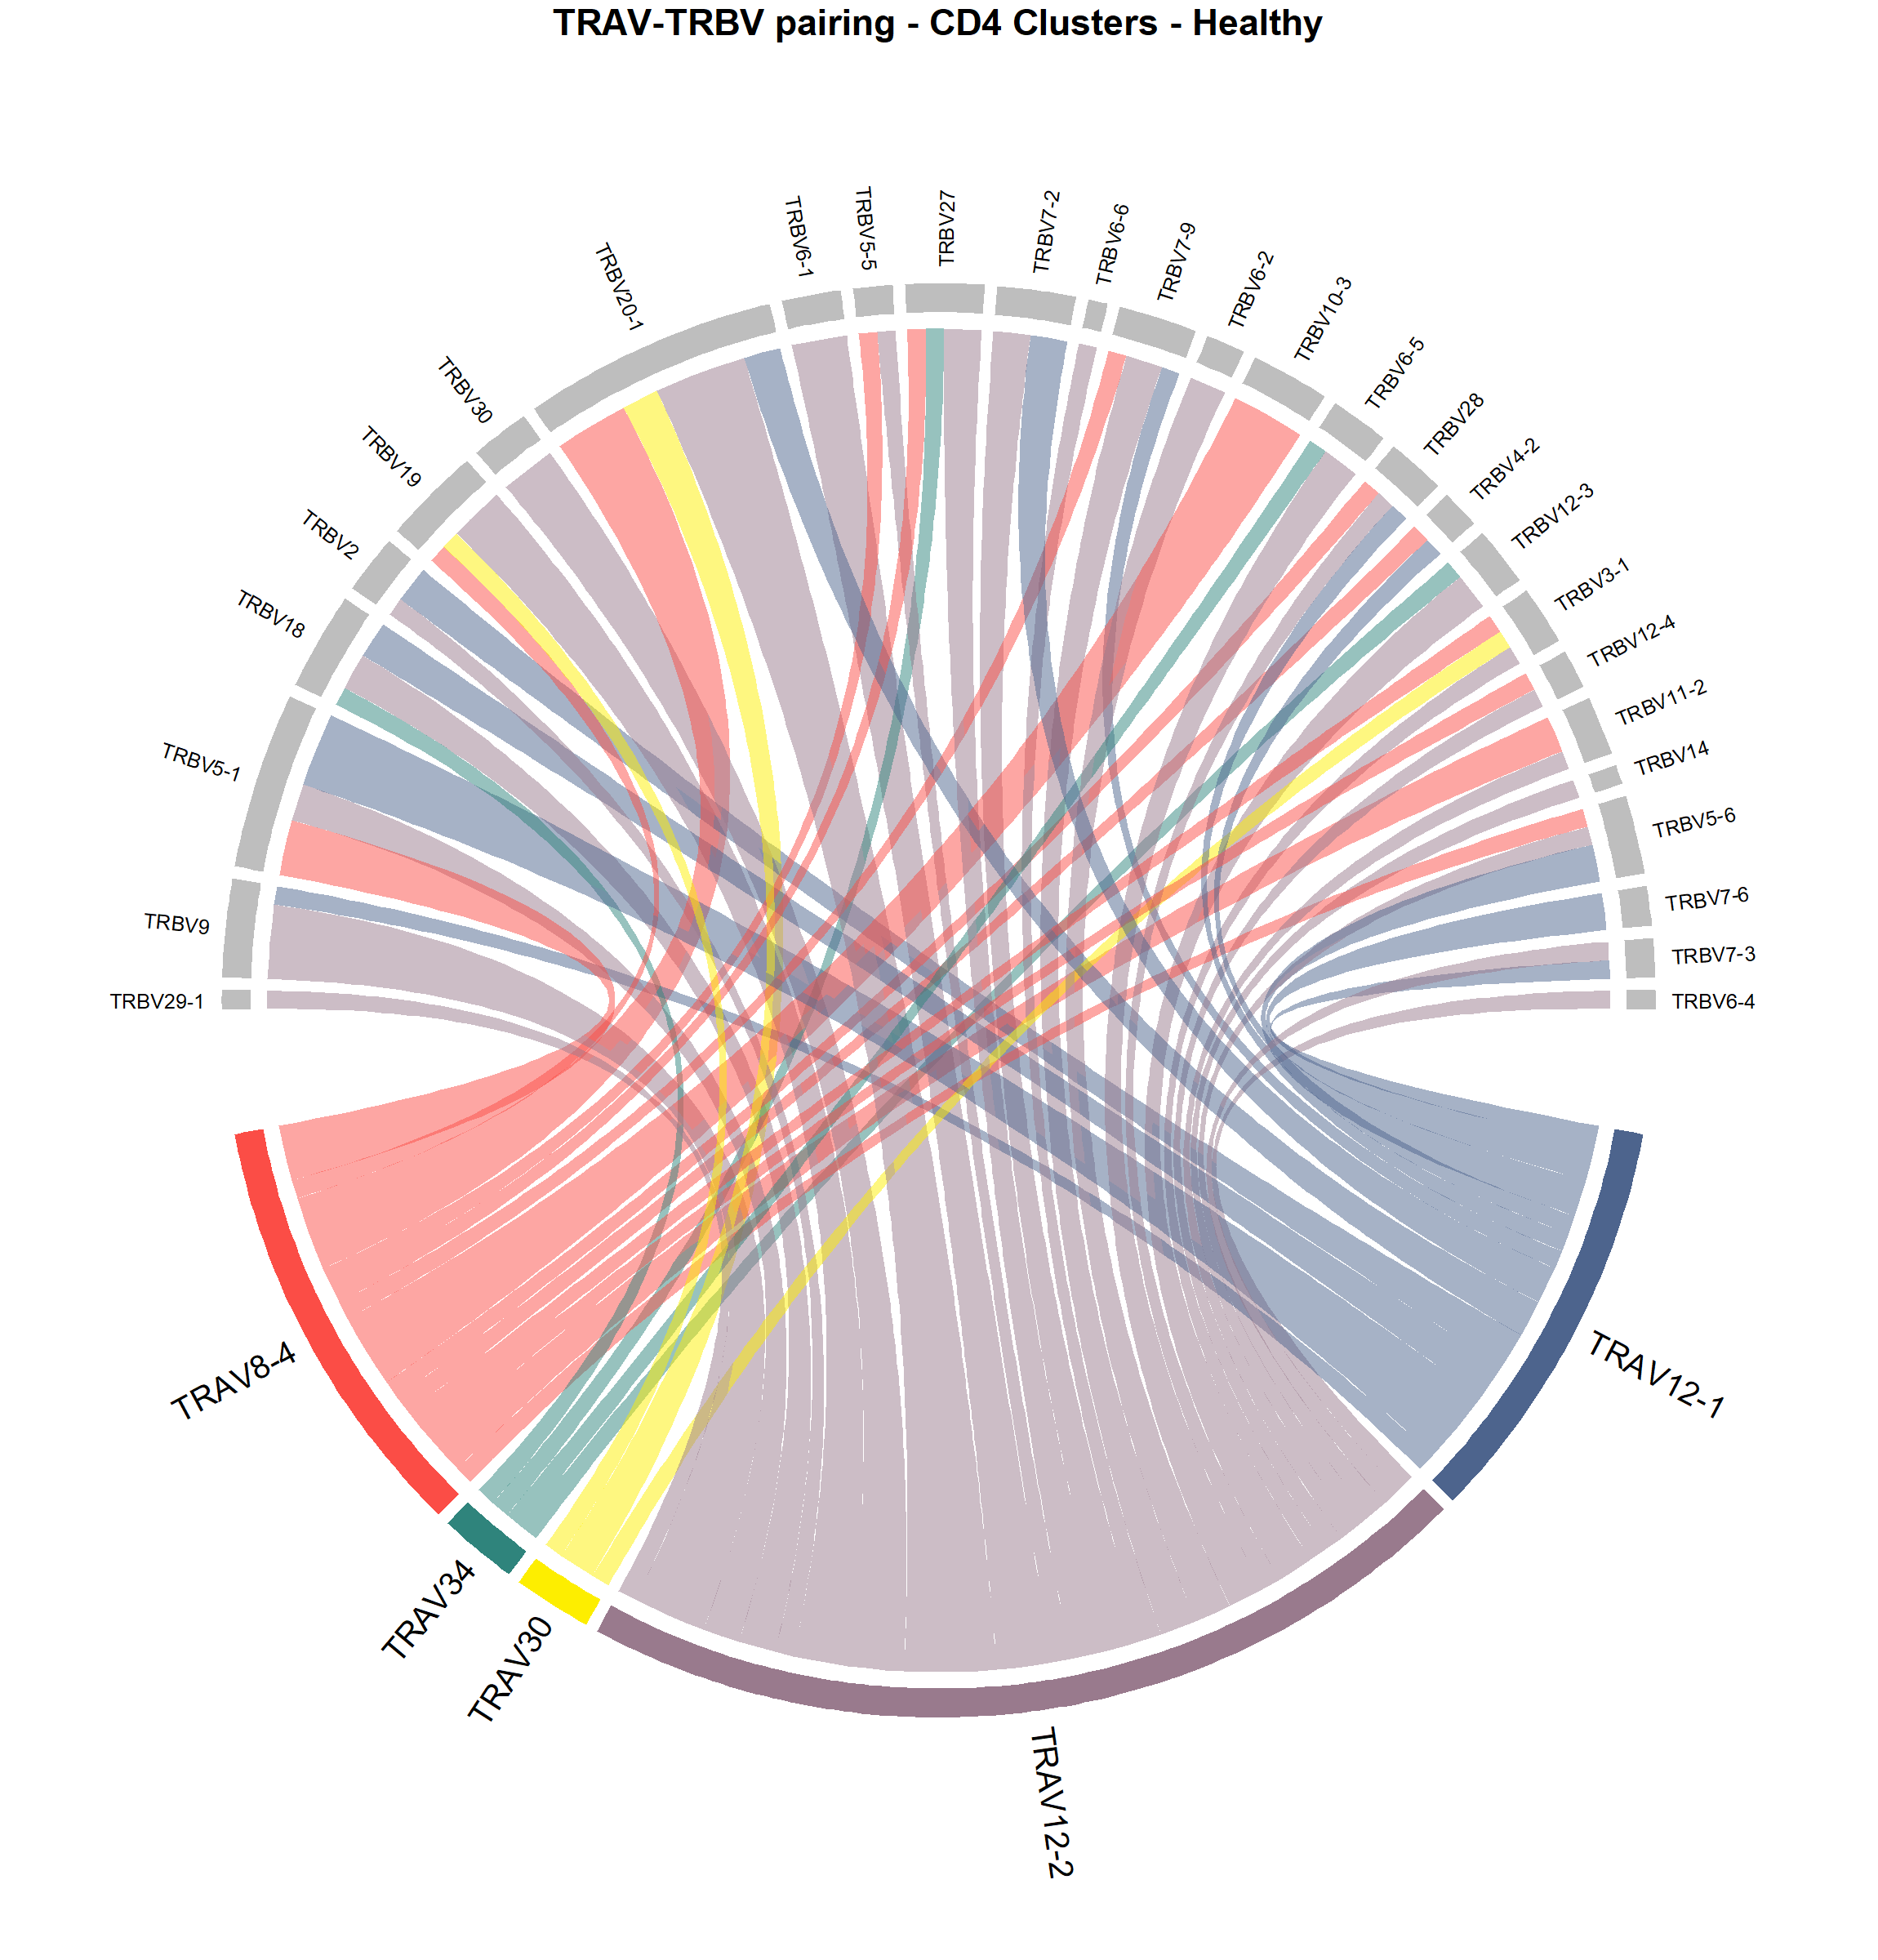 TRAV-TRBV pairing - CD4 Clusters - Healthy
TRBV29-1
TRBV9
TRBV5-1
TRBV18
TRBV2
TRBV19
TRBV30
TRBV20-1
TRBV6-1
TRBV5-5
TRBV27
TRBV7-2
TRBV6-6
TRBV7-9
TRBV6-2
TRBV10-3
TRBV6-5
TRBV28
TRBV4-2
TRBV12-3
TRBV3-1
TRBV12-4
TRBV11-2
TRBV14
TRBV5-6
TRBV7-6
TRBV7-3
TRBV6-4
TRAV12-1
TRAV12-2
TRAV30
TRAV34
TRAV8-4